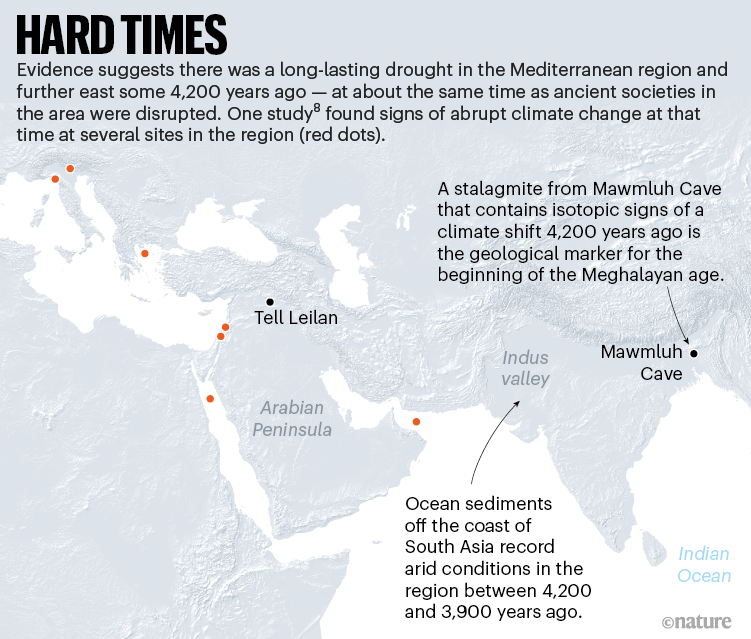 HARD TIMES
Evidence suggests there was a long-lasting drought in the Mediterranean region and
further east some 4,200 years ago — at about the same time as ancient societies in
the area were disrupted. One study⁸ found signs of abrupt climate change at that
time at several sites in the region (red dots).
A stalagmite from Mawmluh Cave
that contains isotopic signs of a
climate shift 4,200 years ago is
the geological marker for the
beginning of the Meghalayan age.
Tell Leilan
Indus
valley
Mawmluh
Cave
Arabian
Peninsula
Ocean sediments
off the coast of
South Asia record
arid conditions in the
region between 4,200
and 3,900 years ago.
Indian
Ocean
©nature